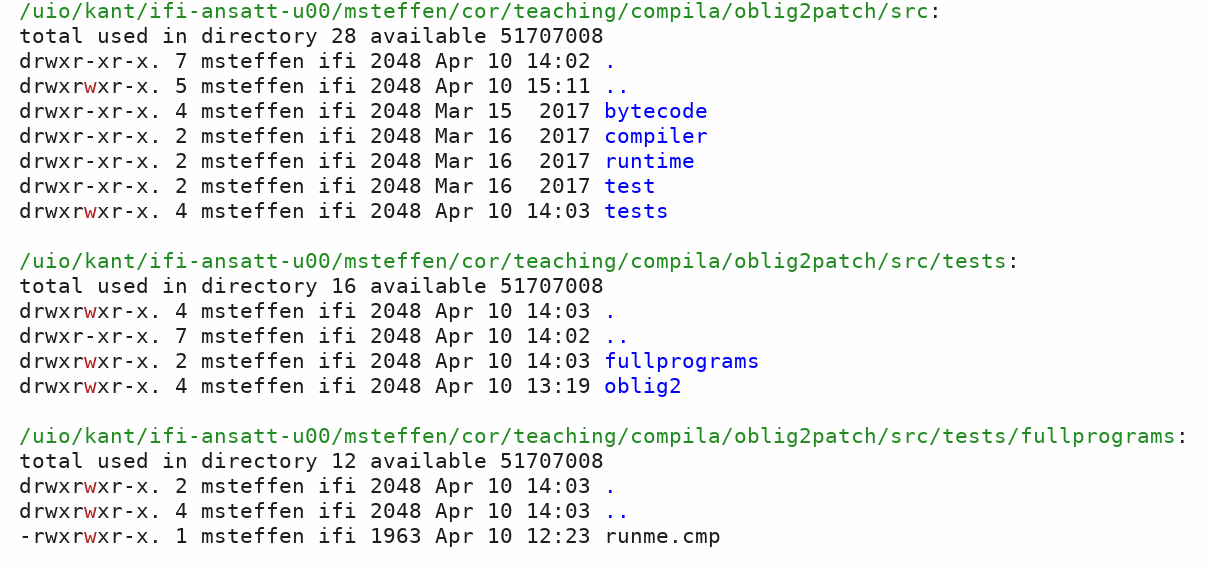 /uio/kant/ifi-ansatt-u00/msteffen/cor/teaching/compila/oblig2patch/src:
total used in directory 28 available 51707008
drwxr-xr-x. 7 msteffen ifi 2048 Apr 10 14:02 .
drwxrwxr-x. 5 msteffen ifi 2048 Apr 10 15:11 ..
drwxr-xr-x. 4 msteffen ifi 2048 Mar 15  2017 bytecode
drwxr-xr-x. 2 msteffen ifi 2048 Mar 16  2017 compiler
drwxr-xr-x. 2 msteffen ifi 2048 Mar 16  2017 runtime
drwxr-xr-x. 2 msteffen ifi 2048 Mar 16  2017 test
drwxrwxr-x. 4 msteffen ifi 2048 Apr 10 14:03 tests

/uio/kant/ifi-ansatt-u00/msteffen/cor/teaching/compila/oblig2patch/src/tests:
total used in directory 16 available 51707008
drwxrwxr-x. 4 msteffen ifi 2048 Apr 10 14:03 .
drwxr-xr-x. 7 msteffen ifi 2048 Apr 10 14:02 ..
drwxrwxr-x. 2 msteffen ifi 2048 Apr 10 14:03 fullprograms
drwxrwxr-x. 4 msteffen ifi 2048 Apr 10 13:19 oblig2

/uio/kant/ifi-ansatt-u00/msteffen/cor/teaching/compila/oblig2patch/src/tests/fullprograms:
total used in directory 12 available 51707008
drwxrwxr-x. 2 msteffen ifi 2048 Apr 10 14:03 .
drwxrwxr-x. 4 msteffen ifi 2048 Apr 10 14:03 ..
-rwxrwxr-x. 1 msteffen ifi 1963 Apr 10 12:23 runme.cmp